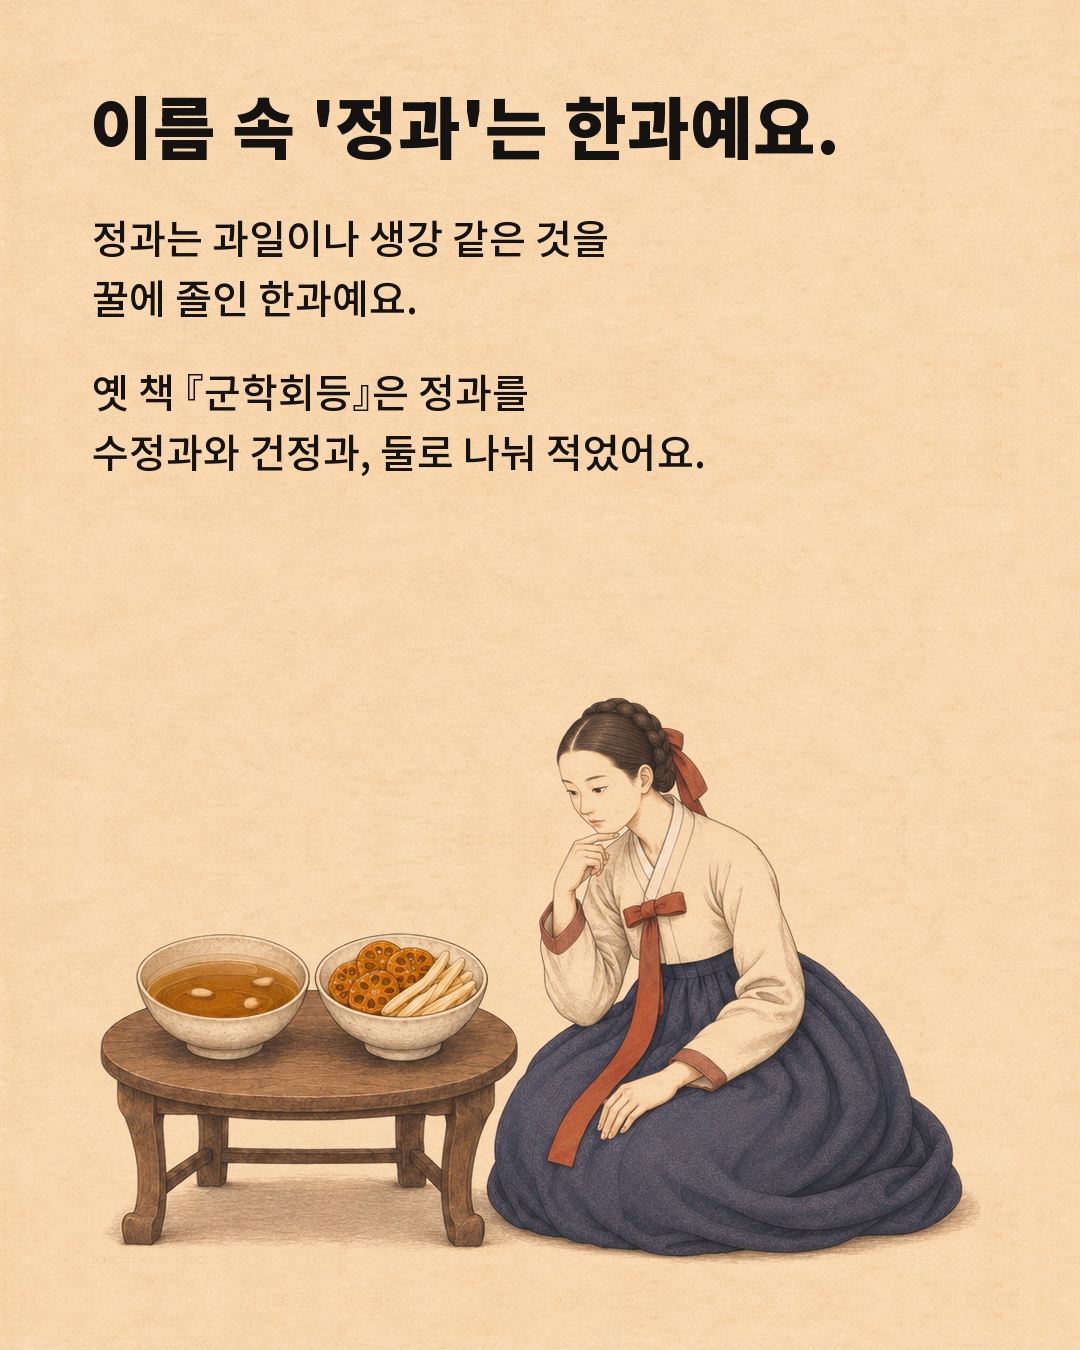 이름 속 '정과'는 한과예요.
정과는 과일이나 생강 같은 것을
꿀에 졸인 한과예요.
옛 책 『군학회등』은 정과를
수정과와 건정과, 둘로 나눠 적었어요.